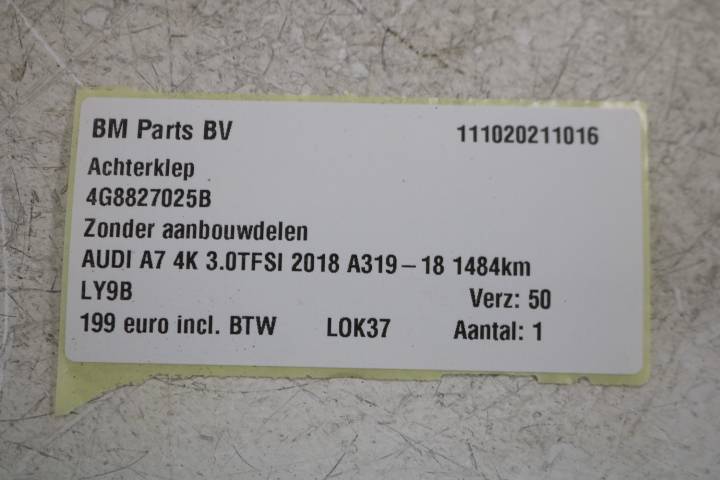 BM Parts BV 111020211016
Achterklep
4G8827025B
Zonder aanbouwdelen
AUDI A7 4K 3.0TFSI 2018 A319-18 1484km
LY9B Verz: 50
199 euro incl. BTW LOK37 Aantal: 1